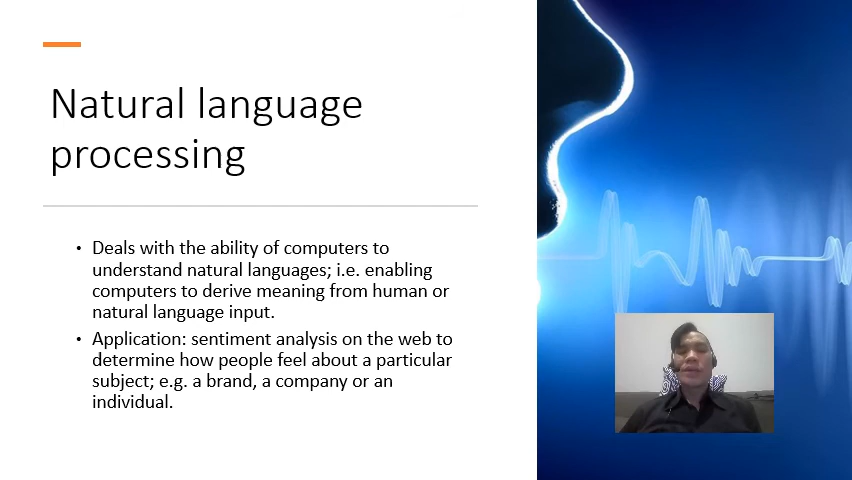 Natural language
processing
• Deals with the ability of computers to
understand natural languages; i.e. enabling
computers to derive meaning from human or
natural language input.
• Application: sentiment analysis on the web to
determine how people feel about a particular
subject; e.g. a brand, a company or an
individual.